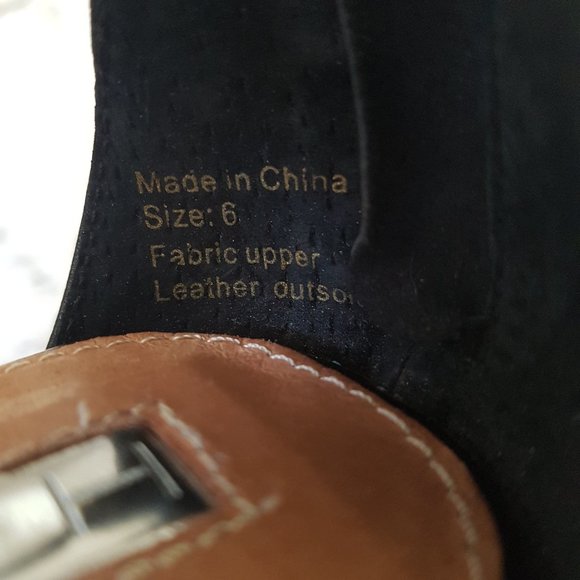 Made in China
Size: 6
Fabric upper
Leather outso